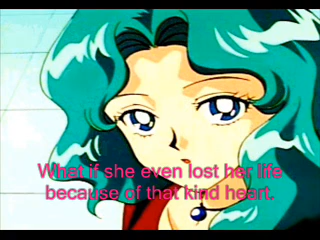 What if she even lost her life
because of that kind heart.